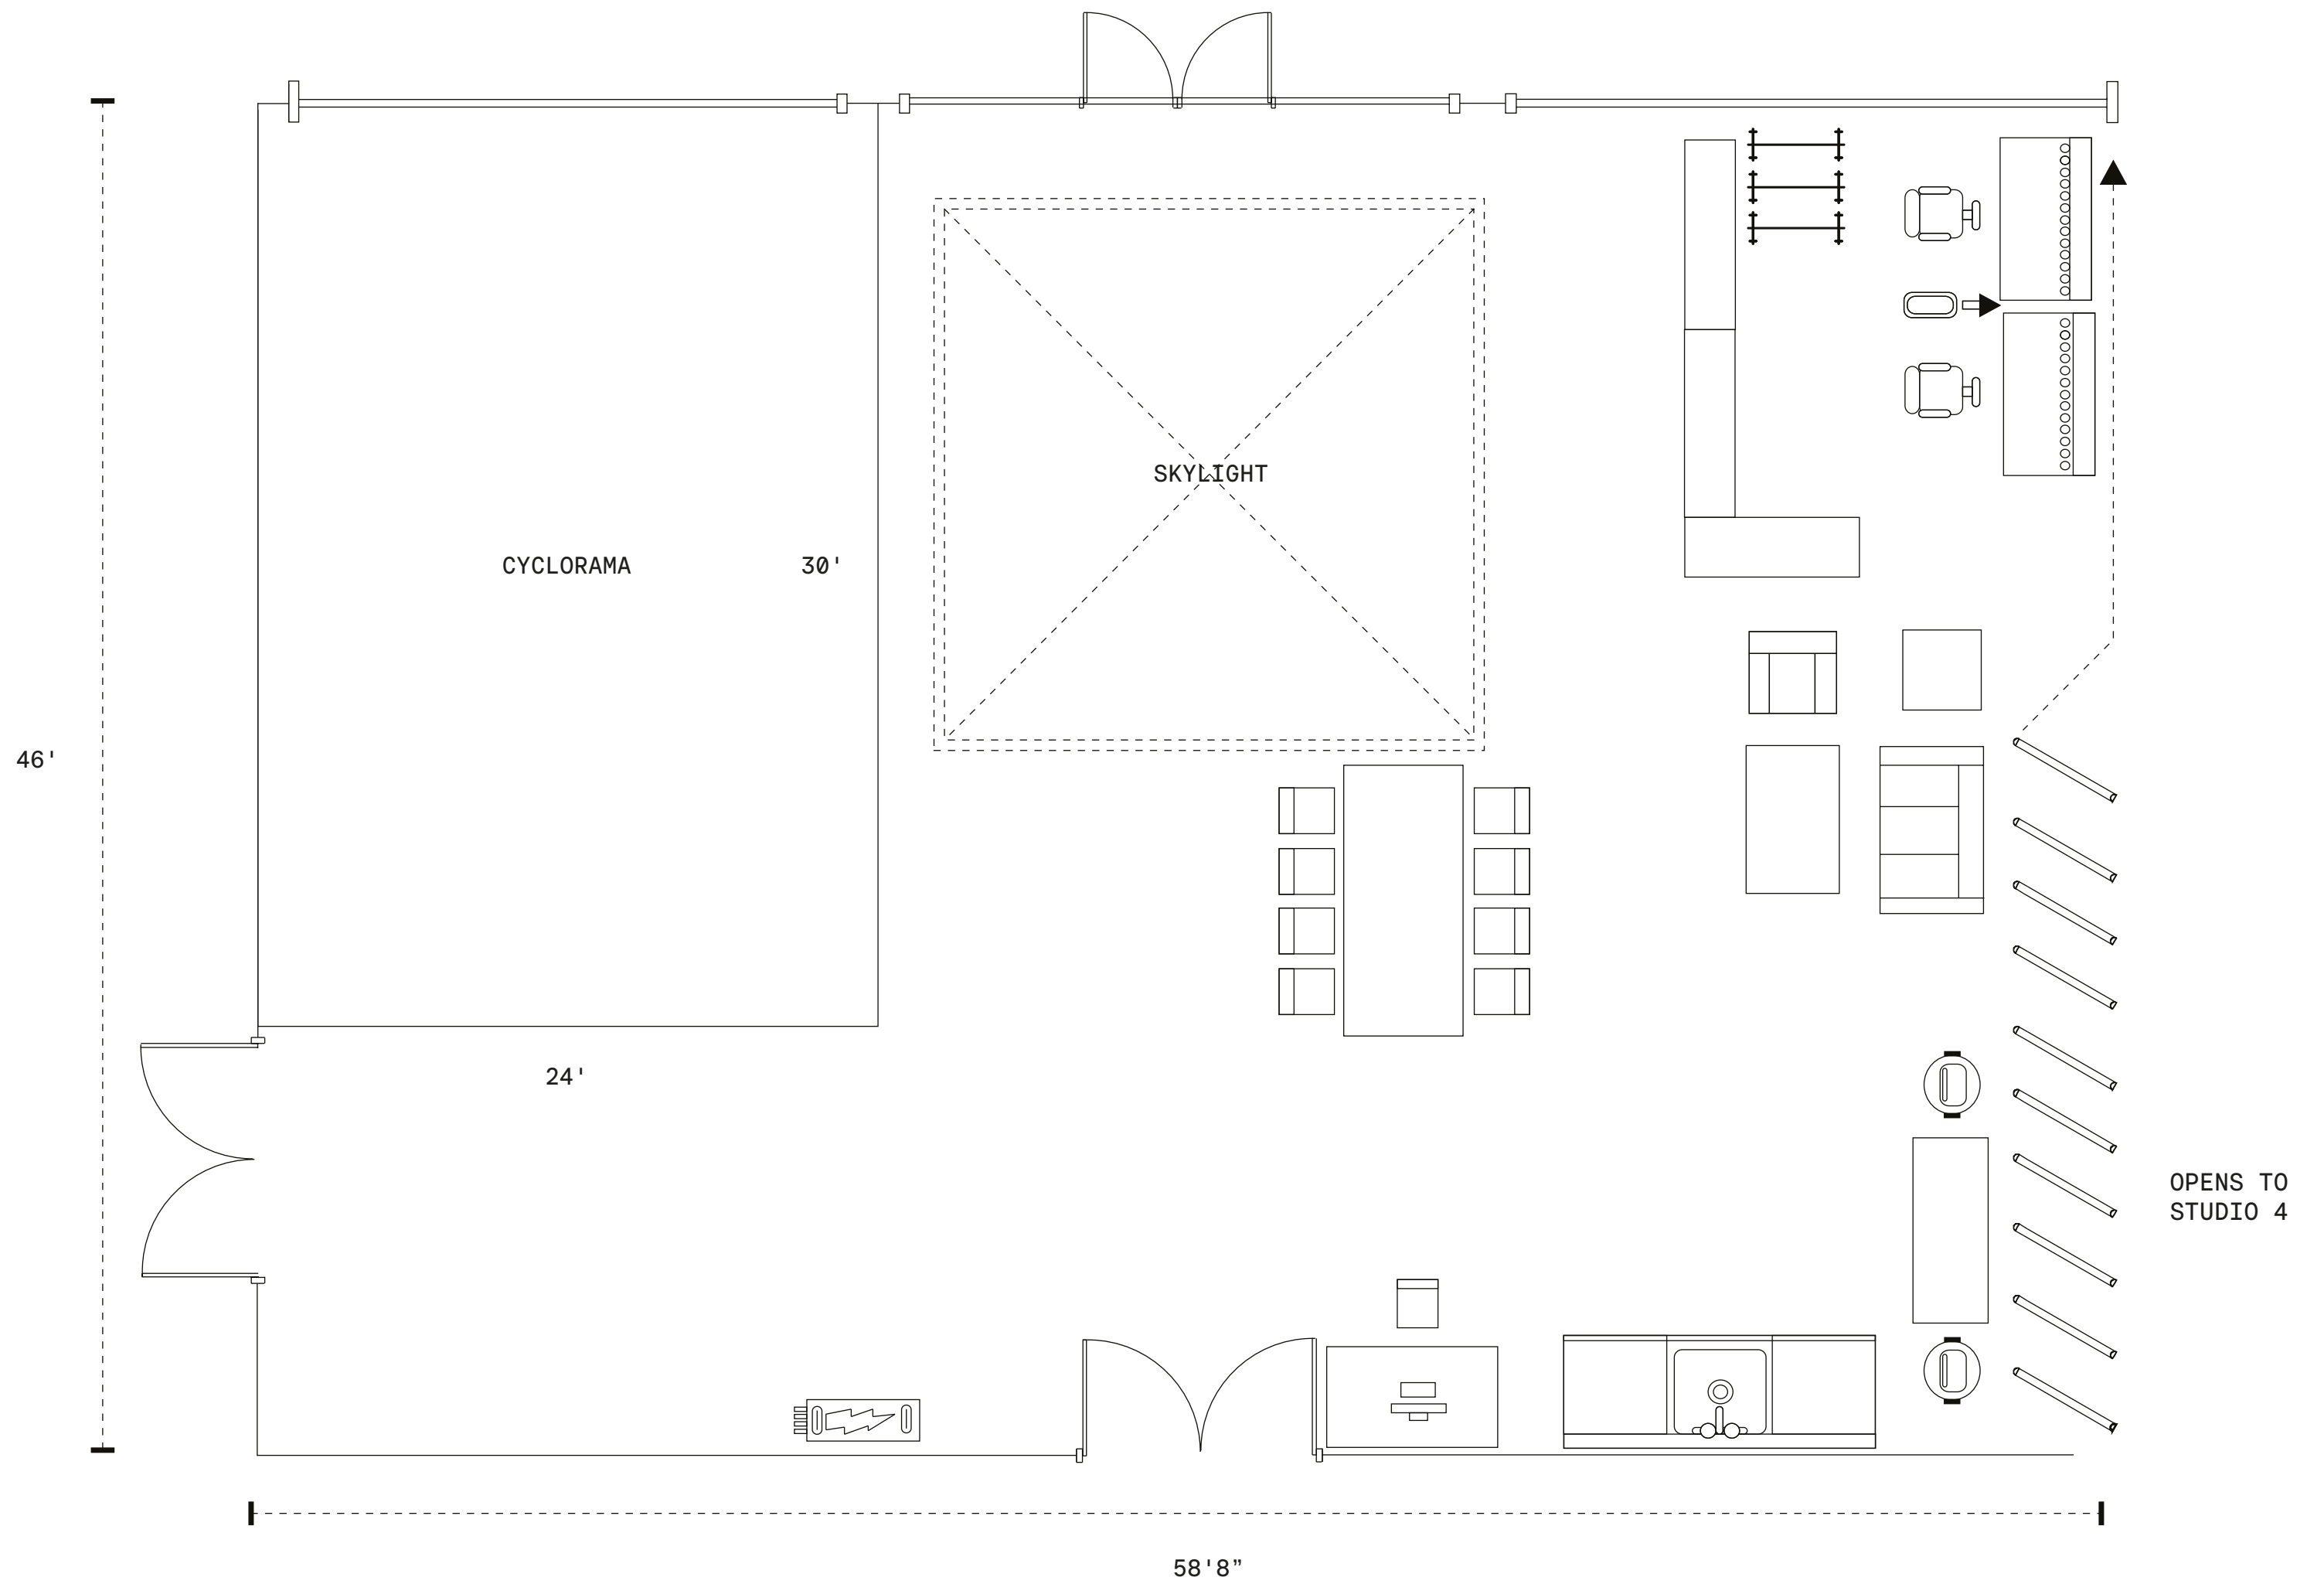 SKYLIGHT
CYCLORAMA
30'
46'
24'
OPENS TO
STUDIO 4
58'8”